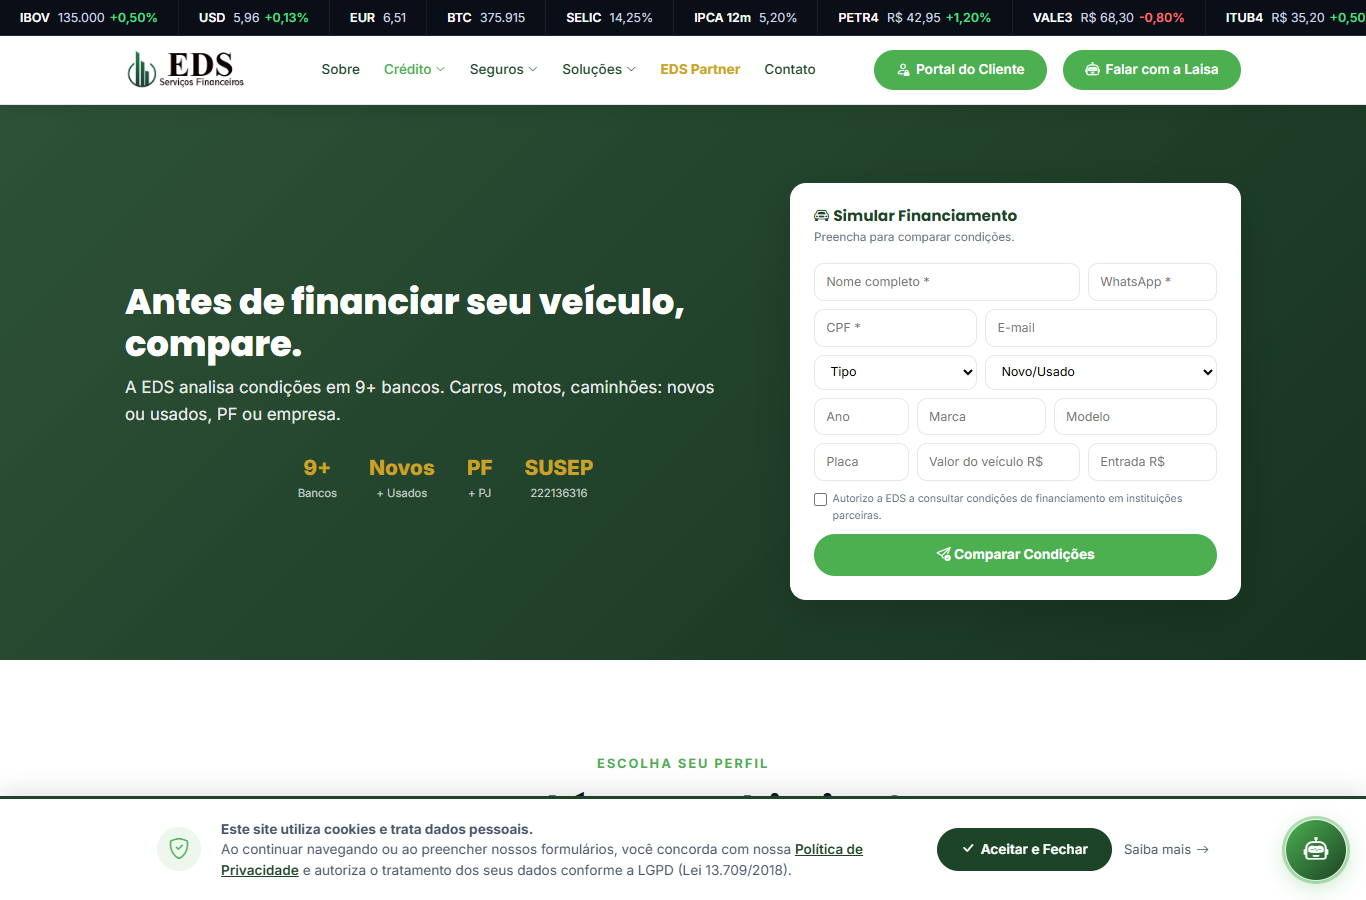 IBOV 135.000 +0,50% USD 5,96 +0,13% EUR 6,51 BTC 375.915 SELIC 14,25% IPCA 12m 5,20% PETR4 R$ 42,95 +1,20% VALE3 R$ 68,30 -0,80% ITUB4 R$ 35,20 +0,50
EDS
Serviços Financeiros
Sobre Crédito Seguros Soluções EDS Partner Contato Portal do Cliente Falar com a Laisa
Antes de financiar seu veículo,
compare.
A EDS analisa condições em 9+ bancos. Carros, motos, caminhões: novos
ou usados, PF ou empresa.
9+ Novos PF SUSEP
Bancos + Usados + PJ 222136316
Simular Financiamento
Preencha para comparar condições.
Nome completo * WhatsApp *
CPF * E-mail
Tipo Novo/Usado
Ano Marca Modelo
Placa Valor do veículo R$ Entrada R$
Autorizo a EDS a consultar condições de financiamento em instituições
parceiras.
Comparar Condições
ESCOLHA SEU PERFIL
Este site utiliza cookies e trata dados pessoais.
Ao continuar navegando ou ao preencher nossos formulários, você concorda com nossa Política de
Privacidade e autoriza o tratamento dos seus dados conforme a LGPD (Lei 13.709/2018).
Aceitar e Fechar Saiba mais →